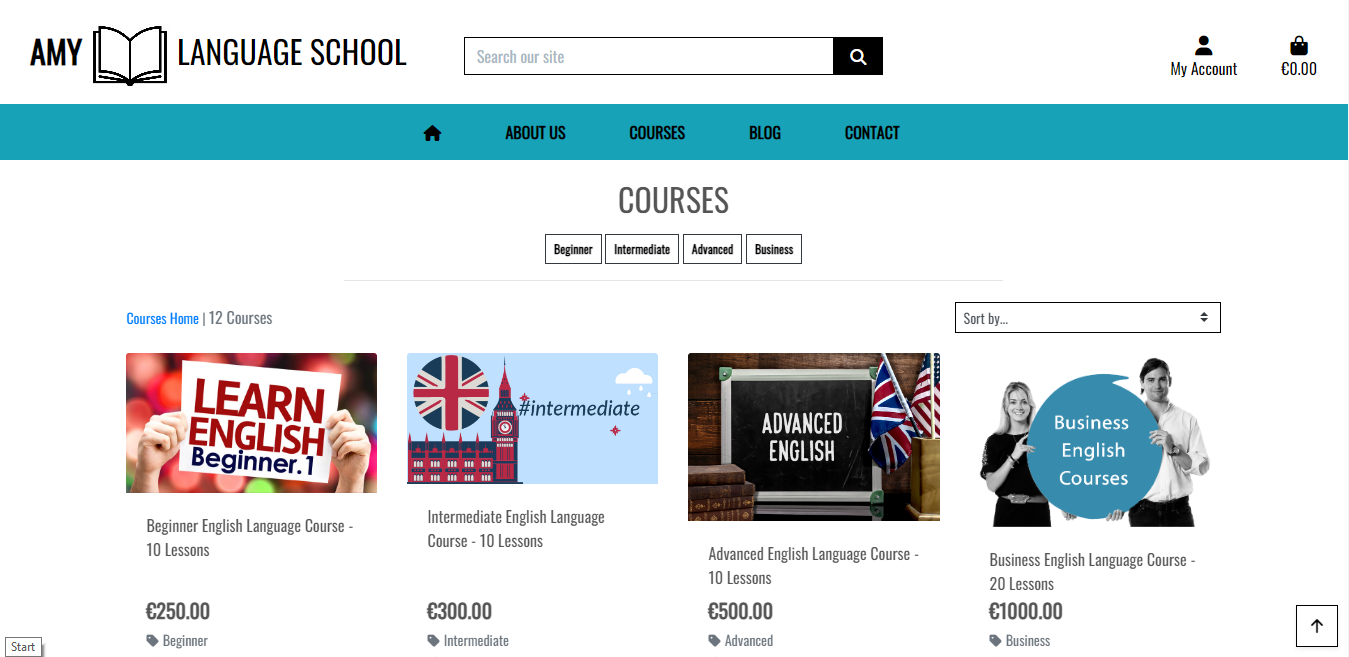 AMY LANGUAGE SCHOOL
Search our site
My Account
€0.00
ABOUT US
COURSES
BLOG
CONTACT
COURSES
Beginner
Intermediate
Advanced
Business
Courses Home | 12 Courses
Sort by...
LEARN
ENGLISH
Beginner.1
#intermediate
ADVANCED
ENGLISH
Business
English
Courses
Beginner English Language Course -
10 Lessons
€250.00
Beginner
Intermediate English Language
Course - 10 Lessons
€300.00
Intermediate
Advanced English Language Course -
10 Lessons
€500.00
Advanced
Business English Language Course -
20 Lessons
€1000.00
Business
Start